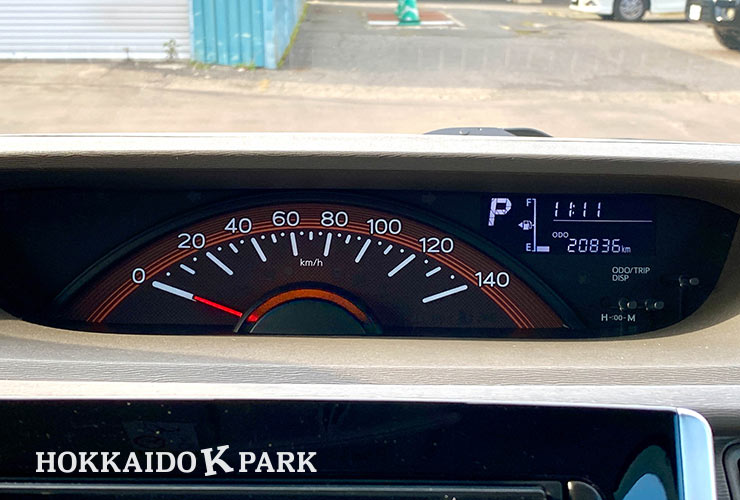 0 20 40 60 80 100 120 140
km/h
P
F
11:11
ODO
E 20836km
ODO/TRIP
DISP
H-:00-M
HOKKAIDO K PARK